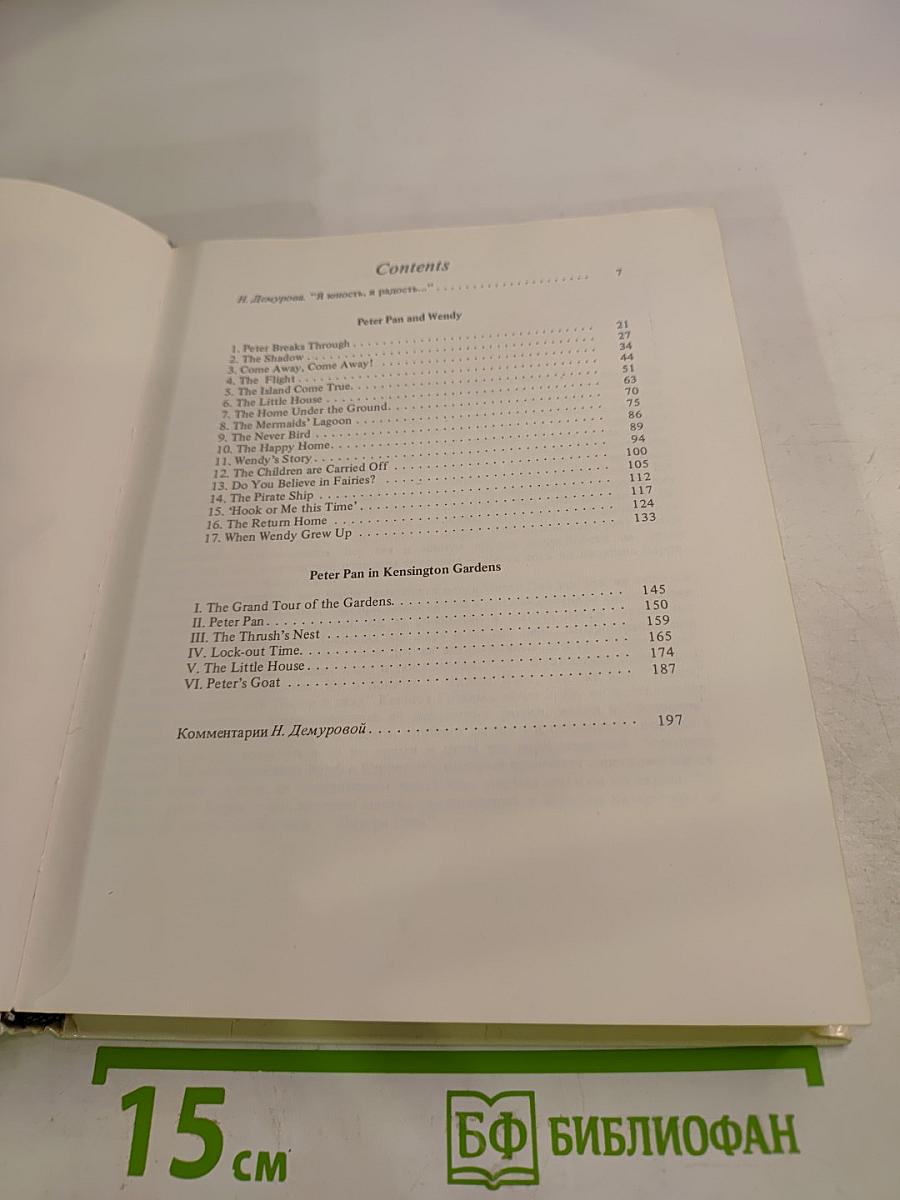 Contents
Н. Демурова. "Я юность, я радость..." . . . . . . . . . . 7
Peter Pan and Wendy
1. Peter Breaks Through . . . . . . . . . . 21
2. The Shadow . . . . . . . . . . 27
3. Come Away, Come Away! . . . . . . . . . . 34
4. The Flight . . . . . . . . . . 44
5. The Island Come True. . . . . . . . . . . 51
6. The Little House . . . . . . . . . . 63
7. The Home Under the Ground. . . . . . . . . . . 70
8. The Mermaids' Lagoon . . . . . . . . . . 75
9. The Never Bird . . . . . . . . . . 86
10. The Happy Home. . . . . . . . . . . 89
11. Wendy's Story . . . . . . . . . . 94
12. The Children are Carried Off . . . . . . . . . . 100
13. Do You Believe in Fairies? . . . . . . . . . . 105
14. The Pirate Ship . . . . . . . . . . 112
15. 'Hook or Me this Time' . . . . . . . . . . 117
16. The Return Home . . . . . . . . . . 124
17. When Wendy Grew Up . . . . . . . . . . 133
Peter Pan in Kensington Gardens
I. The Grand Tour of the Gardens. . . . . . . . . . . 145
II. Peter Pan . . . . . . . . . . 150
III. The Thrush's Nest . . . . . . . . . . 159
IV. Lock-out Time. . . . . . . . . . . 165
V. The Little House . . . . . . . . . . 174
VI. Peter's Goat . . . . . . . . . . 187
Комментарии Н. Демуровой . . . . . . . . . . 197
15 см
БФ БИБЛИОФАН